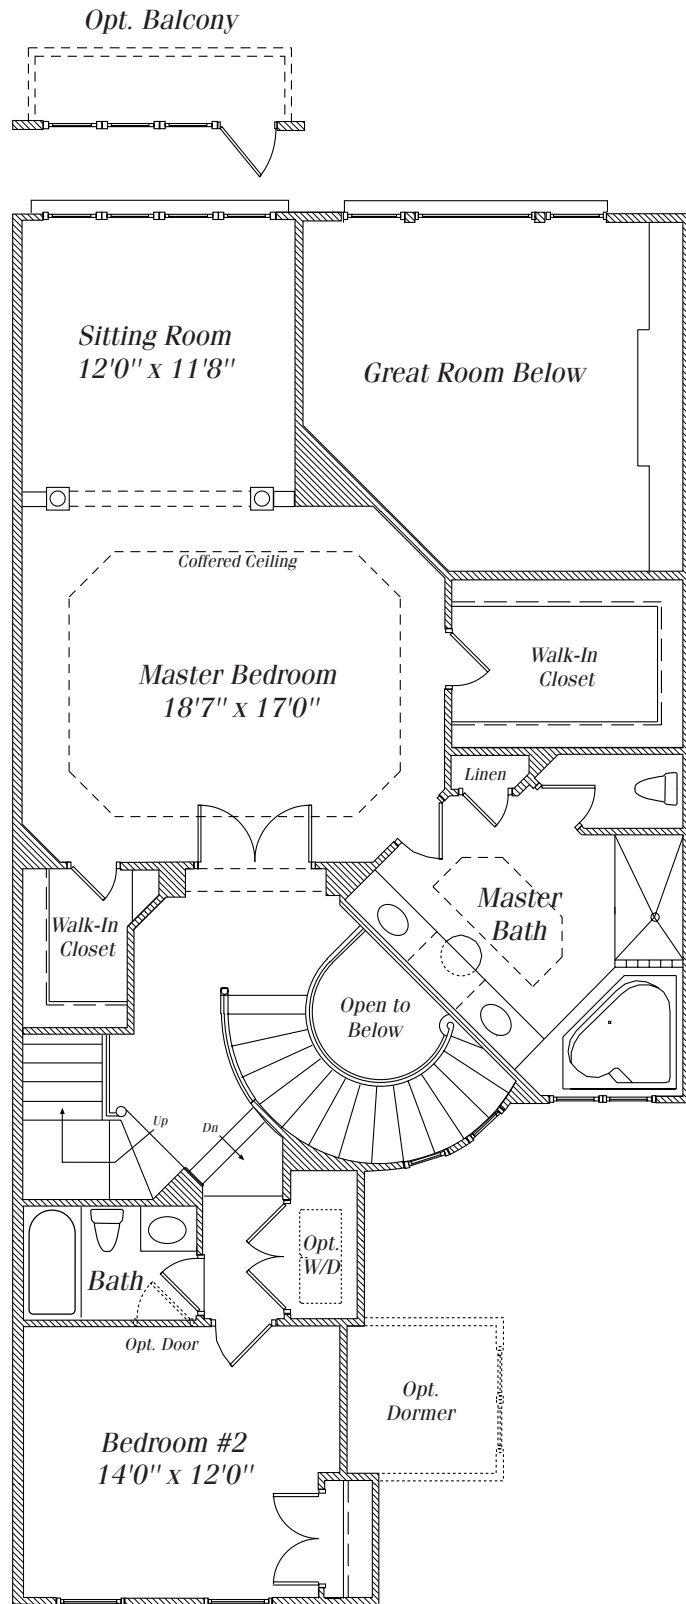 Opt. Balcony
Sitting Room
12'0" x 11'8"
Great Room Below
Coffered Ceiling
Master Bedroom
18'7" x 17'0"
Walk-In
Closet
Linen
Master
Bath
Walk-In
Closet
Open to
Below
Up
Dn
Opt.
W/D
Bath
Opt. Door
Opt.
Dormer
Bedroom #2
14'0" x 12'0"